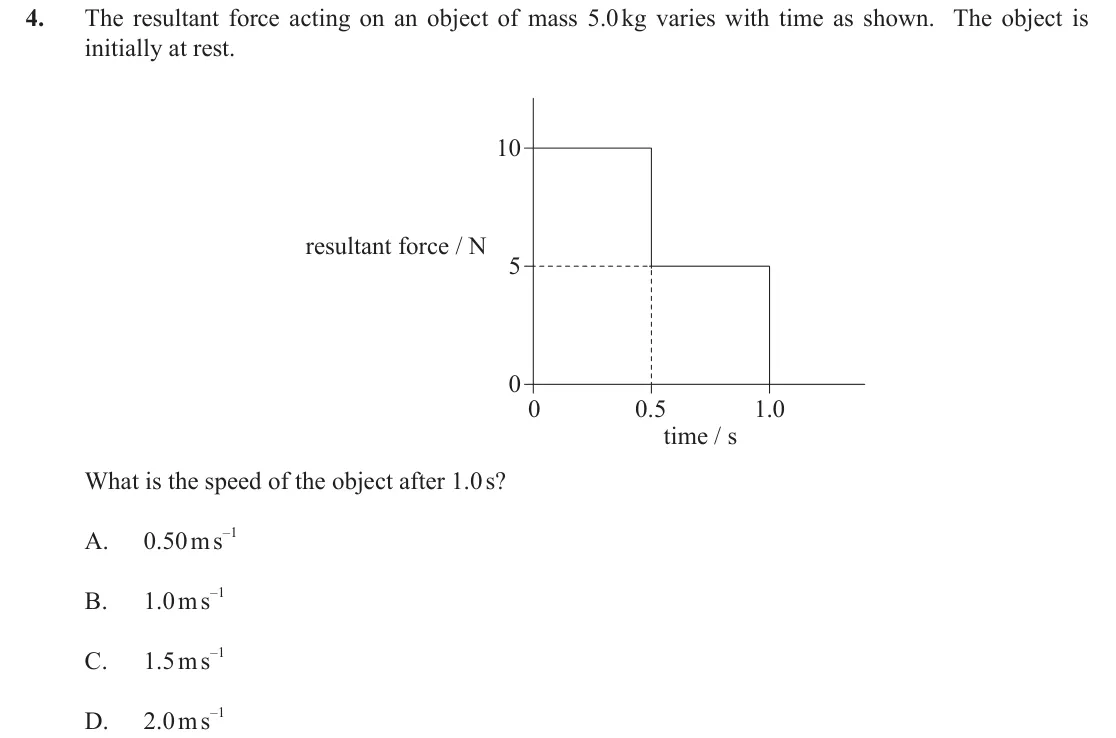 4. The resultant force acting on an object of mass 5.0 kg varies with time as shown. The object is
initially at rest.
10
resultant force / N
5
0
0 0.5 1.0
time / s
What is the speed of the object after 1.0 s?
A. 0.50 m s⁻¹
B. 1.0 m s⁻¹
C. 1.5 m s⁻¹
D. 2.0 m s⁻¹